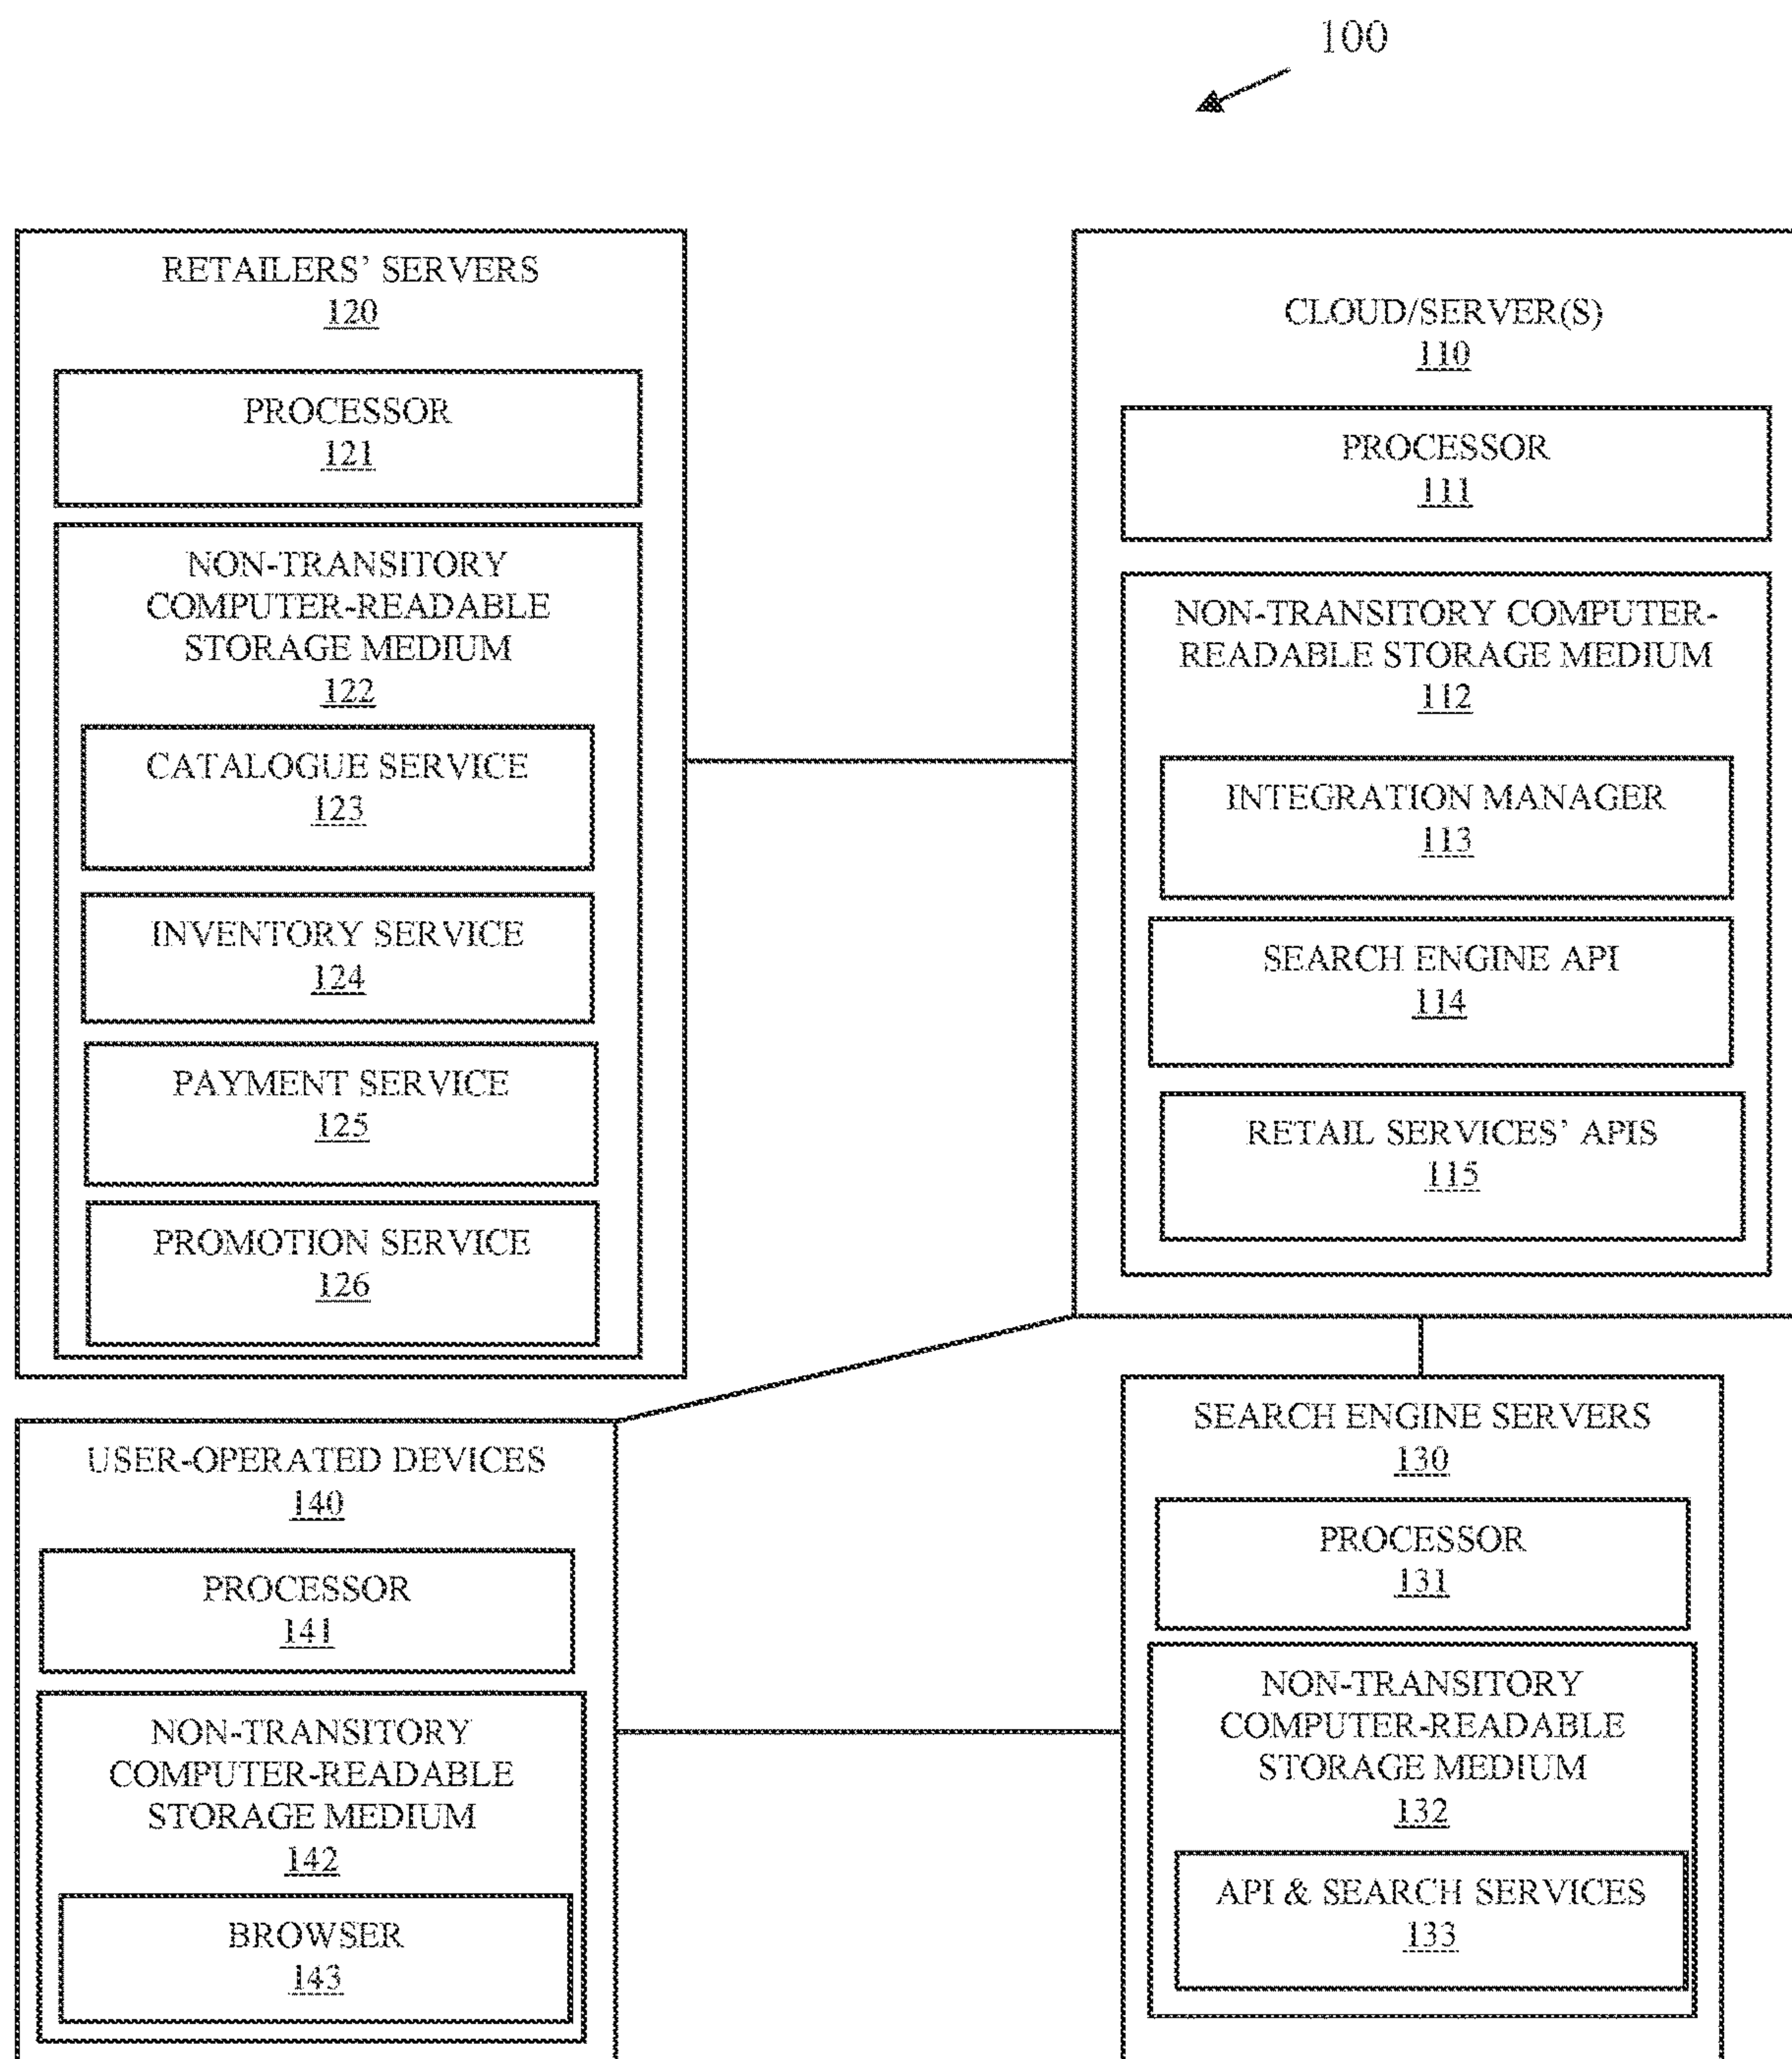 100
RETAILERS' SERVERS
120
PROCESSOR
121
NON-TRANSITORY
COMPUTER-READABLE
STORAGE MEDIUM
122
CATALOGUE SERVICE
123
INVENTORY SERVICE
124
PAYMENT SERVICE
125
PROMOTION SERVICE
126
CLOUD/SERVER(S)
110
PROCESSOR
111
NON-TRANSITORY COMPUTER-
READABLE STORAGE MEDIUM
112
INTEGRATION MANAGER
113
SEARCH ENGINE API
114
RETAIL SERVICES' APIS
115
USER-OPERATED DEVICES
140
PROCESSOR
141
NON-TRANSITORY
COMPUTER-READABLE
STORAGE MEDIUM
142
BROWSER
143
SEARCH ENGINE SERVERS
130
PROCESSOR
131
NON-TRANSITORY
COMPUTER-READABLE
STORAGE MEDIUM
132
API & SEARCH SERVICES
133